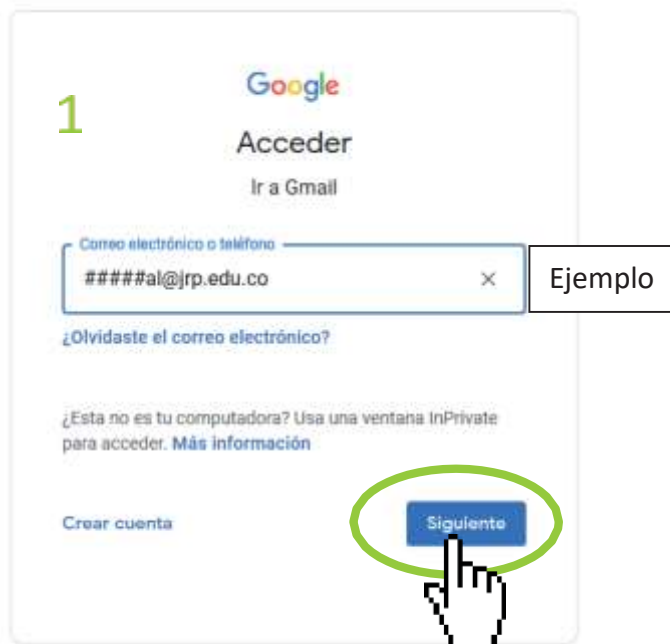 Google
1
Acceder
Ir a Gmail
Correo electrónico o teléfono
#####al@jrp.edu.co ×
Ejemplo
¿Olvidaste el correo electrónico?
¿Esta no es tu computadora? Usa una ventana InPrivate
para acceder. Más información
Crear cuenta
Siguiente